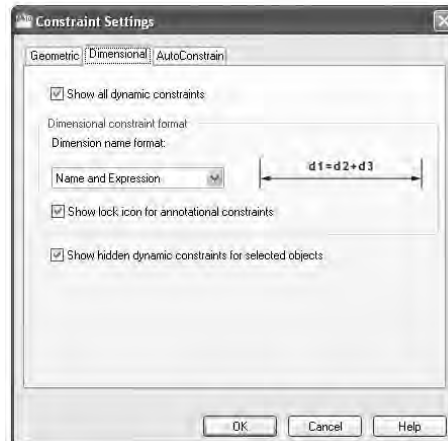 Constraint Settings
Geometric Dimensional AutoConstrain
Show all dynamic constraints
Dimensional constraint format
Dimension name format:
Name and Expression
d1=d2+d3
Show lock icon for annotational constraints
Show hidden dynamic constraints for selected objects
OK Cancel Help